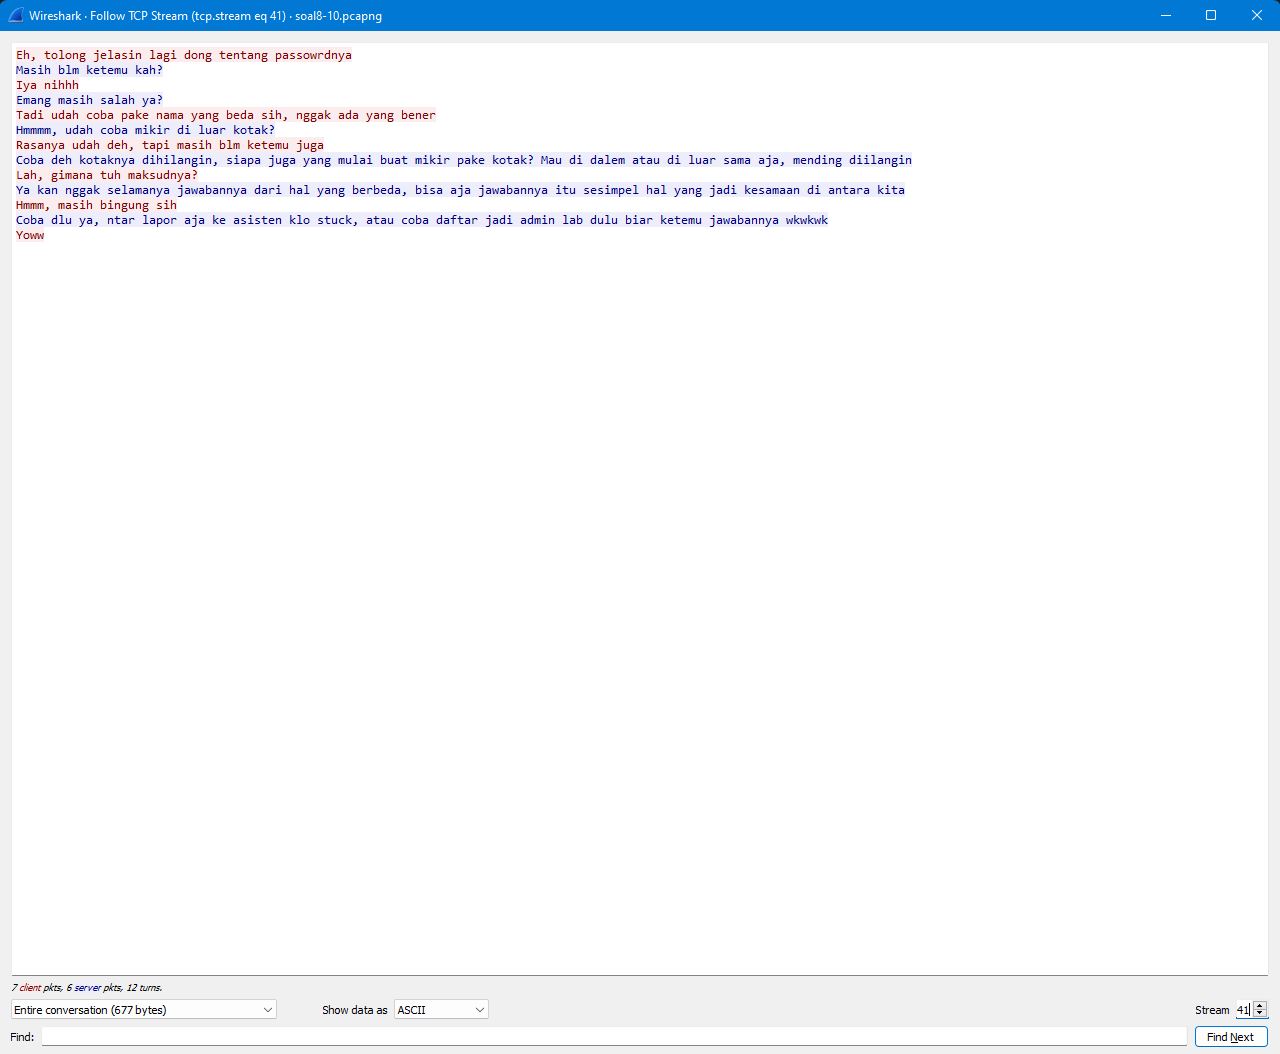 Wireshark · Follow TCP Stream (tcp.stream eq 41) · soal8-10.pcapng
Eh, tolong jelasin lagi dong tentang passowrdnya
Masih blm ketemu kah?
Iya nihhh
Emang masih salah ya?
Tadi udah coba pake nama yang beda sih, nggak ada yang bener
Hmmmm, udah coba mikir di luar kotak?
Rasanya udah deh, tapi masih blm ketemu juga
Coba deh kotaknya dihilangin, siapa juga yang mulai buat mikir pake kotak? Mau di dalem atau di luar sama aja, mending diilangin
Lah, gimana tuh maksudnya?
Ya kan nggak selamanya jawabannya dari hal yang berbeda, bisa aja jawabannya itu sesimpel hal yang jadi kesamaan di antara kita
Hmmm, masih bingung sih
Coba dlu ya, ntar lapor aja ke asisten klo stuck, atau coba daftar jadi admin lab dulu biar ketemu jawabannya wkwkwk
Yoww
7 client pkts, 6 server pkts, 12 turns.
Entire conversation (677 bytes) Show data as ASCII Stream 41
Find: Find Next